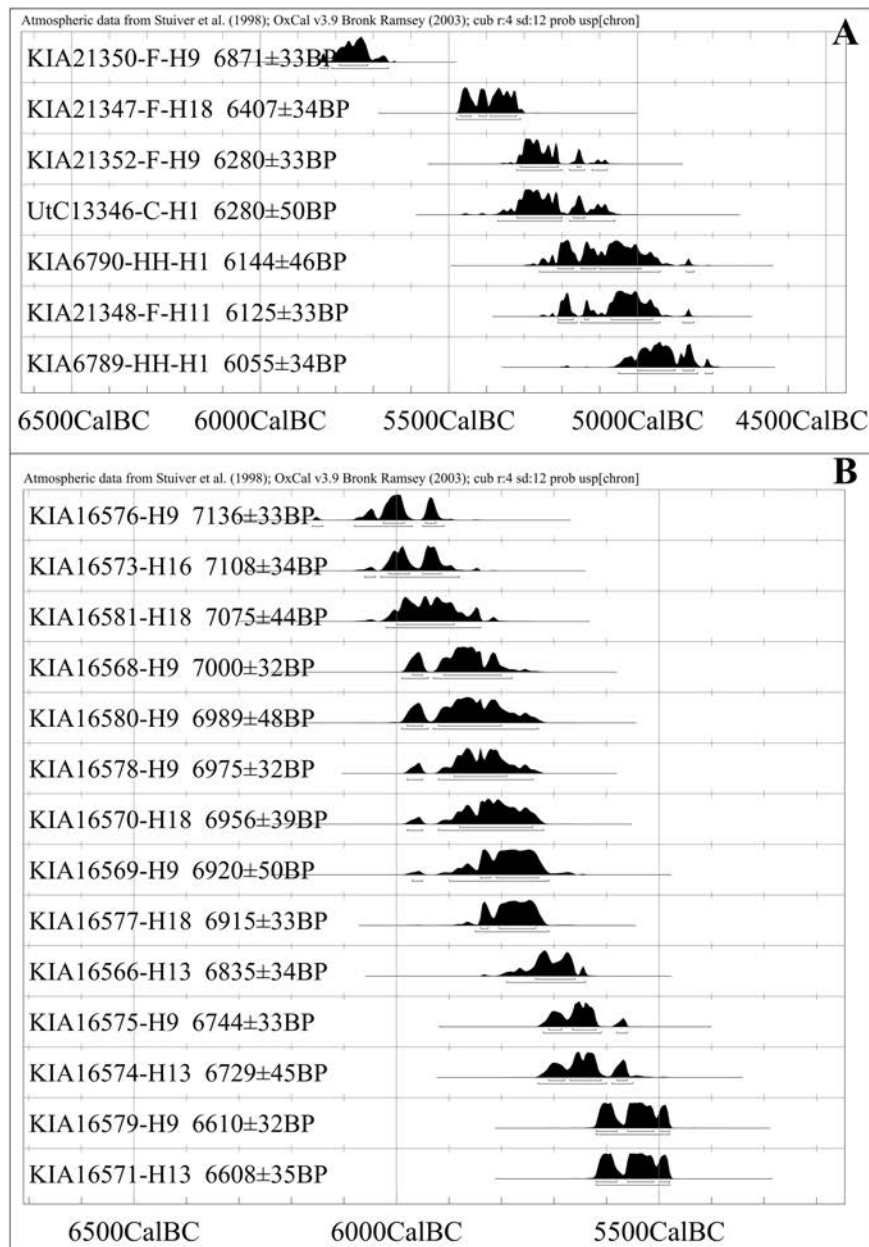 Atmospheric data from Stuiver et al. (1998); OxCal v3.9 Bronk Ramsey (2003); cub r:4 sd:12 prob usp[chron]
A
KIA21350-F-H9 6871±33BP
KIA21347-F-H18 6407±34BP
KIA21352-F-H9 6280±33BP
UtC13346-C-H1 6280±50BP
KIA6790-HH-H1 6144±46BP
KIA21348-F-H11 6125±33BP
KIA6789-HH-H1 6055±34BP
6500CalBC 6000CalBC 5500CalBC 5000CalBC 4500CalBC
Atmospheric data from Stuiver et al. (1998); OxCal v3.9 Bronk Ramsey (2003); cub r:4 sd:12 prob usp[chron]
B
KIA16576-H9 7136±33BP
KIA16573-H16 7108±34BP
KIA16581-H18 7075±44BP
KIA16568-H9 7000±32BP
KIA16580-H9 6989±48BP
KIA16578-H9 6975±32BP
KIA16570-H18 6956±39BP
KIA16569-H9 6920±50BP
KIA16577-H18 6915±33BP
KIA16566-H13 6835±34BP
KIA16575-H9 6744±33BP
KIA16574-H13 6729±45BP
KIA16579-H9 6610±32BP
KIA16571-H13 6608±35BP
6500CalBC 6000CalBC 5500CalBC